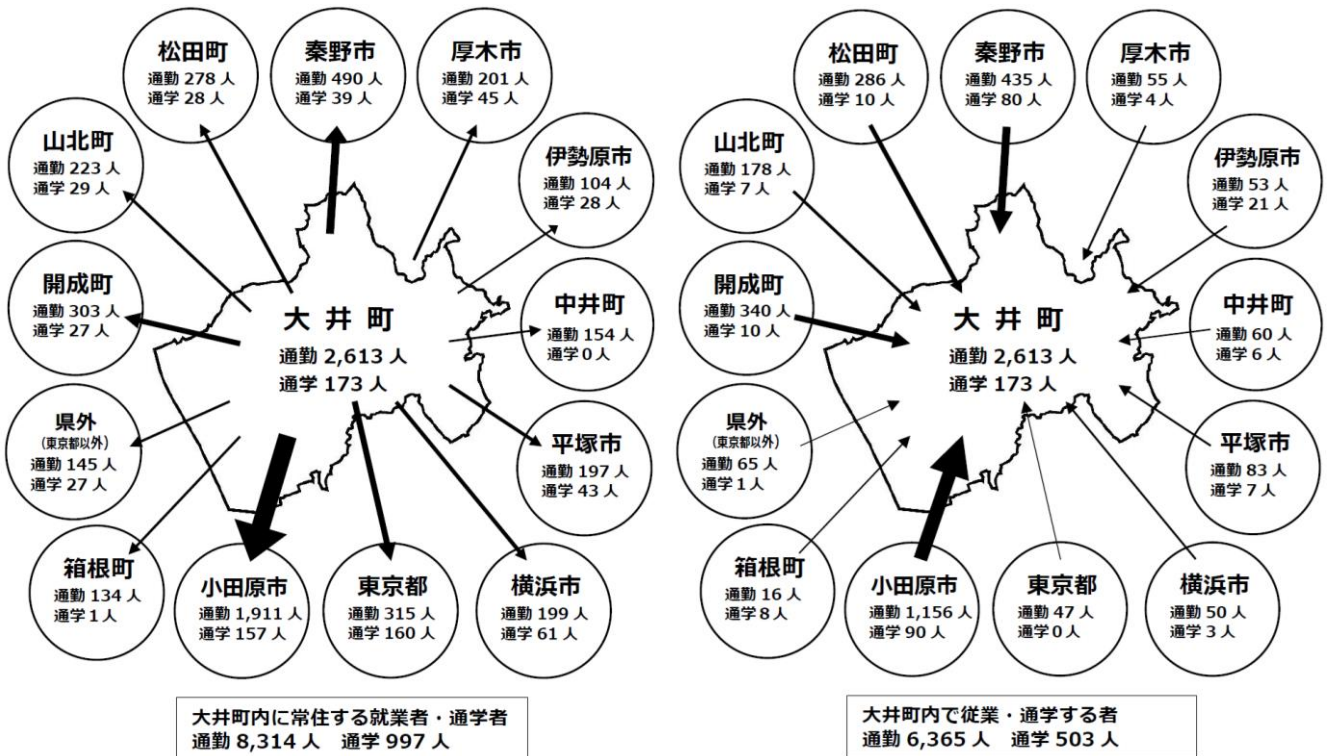 松田町
通勤 278 人
通学 28 人
秦野市
通勤 490 人
通学 39 人
厚木市
通勤 201 人
通学 45 人
山北町
通勤 223 人
通学 29 人
伊勢原市
通勤 104 人
通学 28 人
開成町
通勤 303 人
通学 27 人
大 井 町
通勤 2,613 人
通学 173 人
中井町
通勤 154 人
通学 0 人
県外
(東京都以外)
通勤 145 人
通学 27 人
平塚市
通勤 197 人
通学 43 人
箱根町
通勤 134 人
通学 1 人
小田原市
通勤 1,911 人
通学 157 人
東京都
通勤 315 人
通学 160 人
横浜市
通勤 199 人
通学 61 人
大井町内に常住する就業者・通学者
通勤 8,314 人 通学 997 人
松田町
通勤 286 人
通学 10 人
秦野市
通勤 435 人
通学 80 人
厚木市
通勤 55 人
通学 4 人
山北町
通勤 178 人
通学 7 人
伊勢原市
通勤 53 人
通学 21 人
開成町
通勤 340 人
通学 10 人
大 井 町
通勤 2,613 人
通学 173 人
中井町
通勤 60 人
通学 6 人
県外
(東京都以外)
通勤 65 人
通学 1 人
平塚市
通勤 83 人
通学 7 人
箱根町
通勤 16 人
通学 8 人
小田原市
通勤 1,156 人
通学 90 人
東京都
通勤 47 人
通学 0 人
横浜市
通勤 50 人
通学 3 人
大井町内で従業・通学する者
通勤 6,365 人 通学 503 人